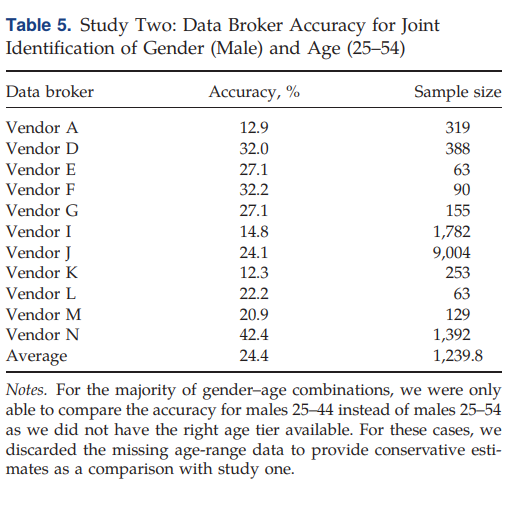 Table 5. Study Two: Data Broker Accuracy for Joint
Identification of Gender (Male) and Age (25–54)
Data broker Accuracy, % Sample size
Vendor A 12.9 319
Vendor D 32.0 388
Vendor E 27.1 63
Vendor F 32.2 90
Vendor G 27.1 155
Vendor I 14.8 1,782
Vendor J 24.1 9,004
Vendor K 12.3 253
Vendor L 22.2 63
Vendor M 20.9 129
Vendor N 42.4 1,392
Average 24.4 1,239.8
Notes. For the majority of gender–age combinations, we were only
able to compare the accuracy for males 25–44 instead of males 25–54
as we did not have the right age tier available. For these cases, we
discarded the missing age-range data to provide conservative esti-
mates as a comparison with study one.